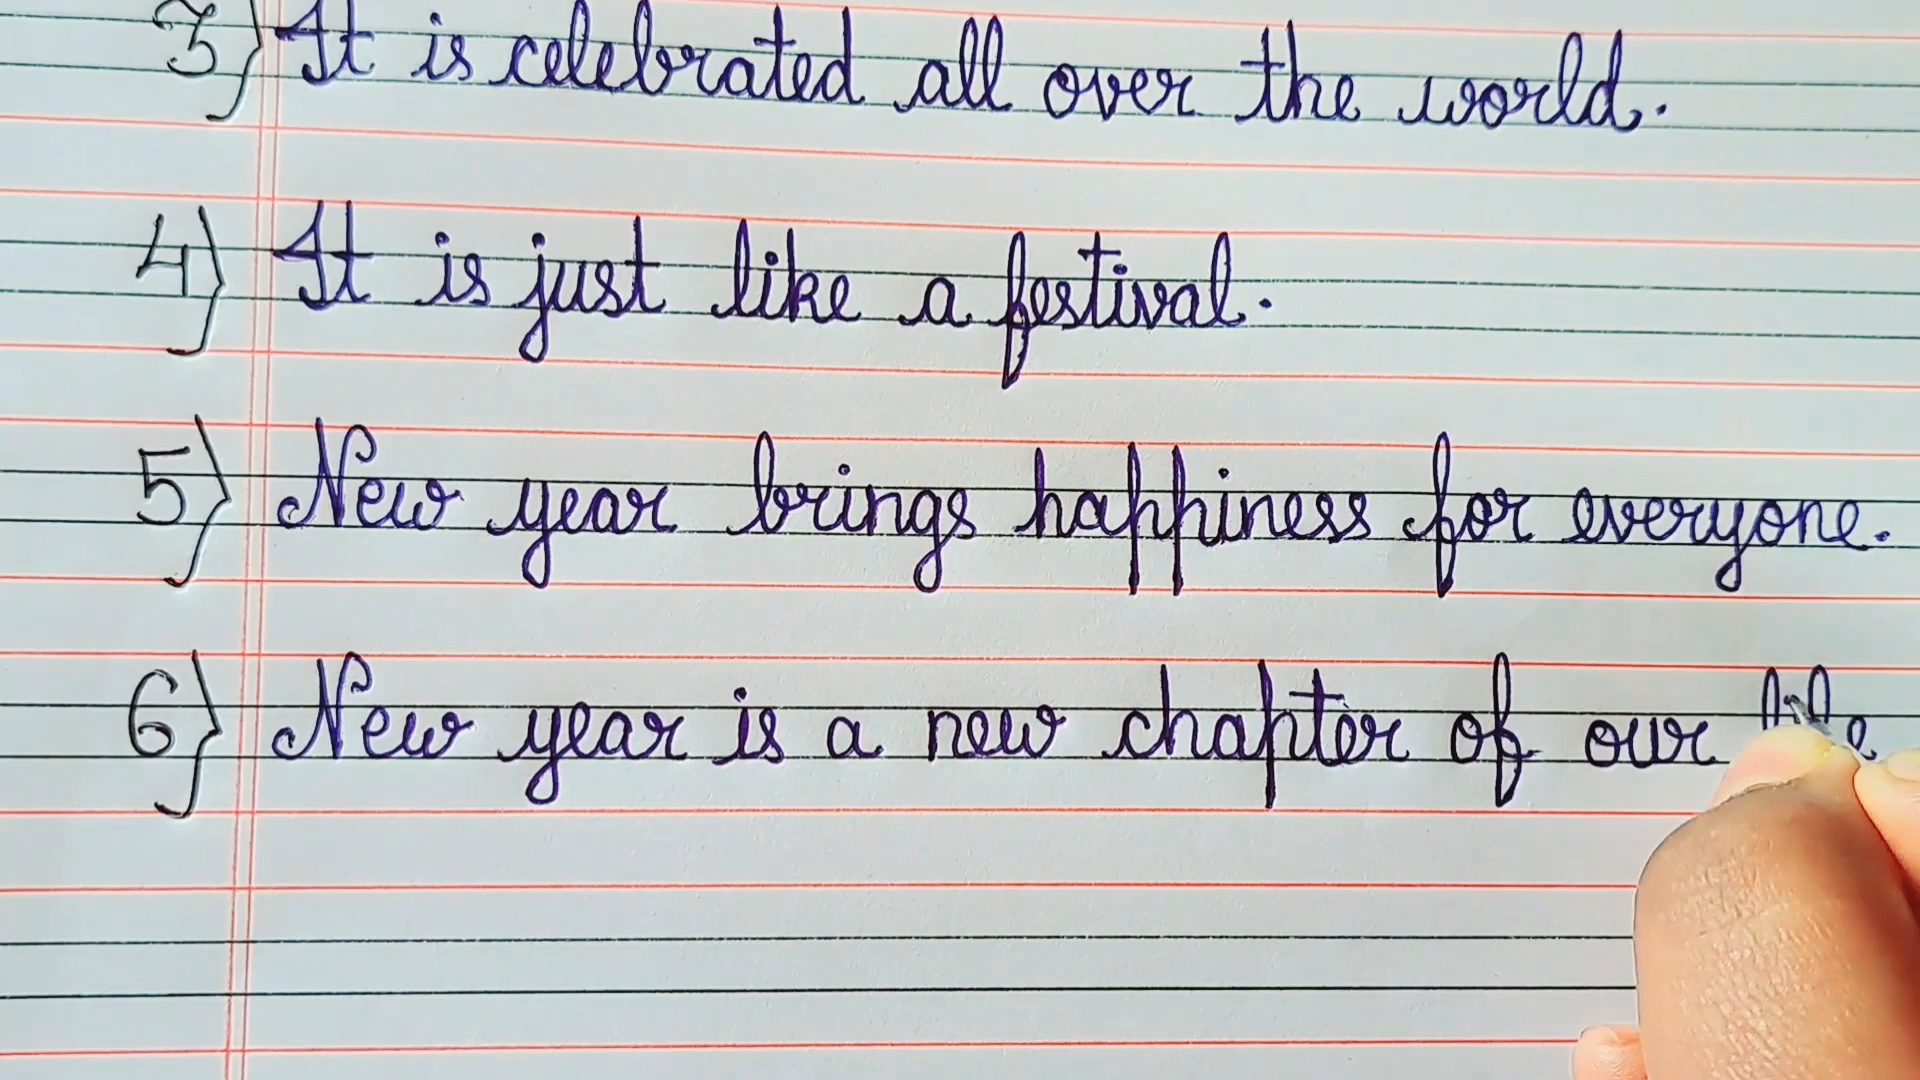 3) It is celebrated all over the world.
4) It is just like a festival.
5) New year brings happiness for everyone.
6) New year is a new chapter of our life